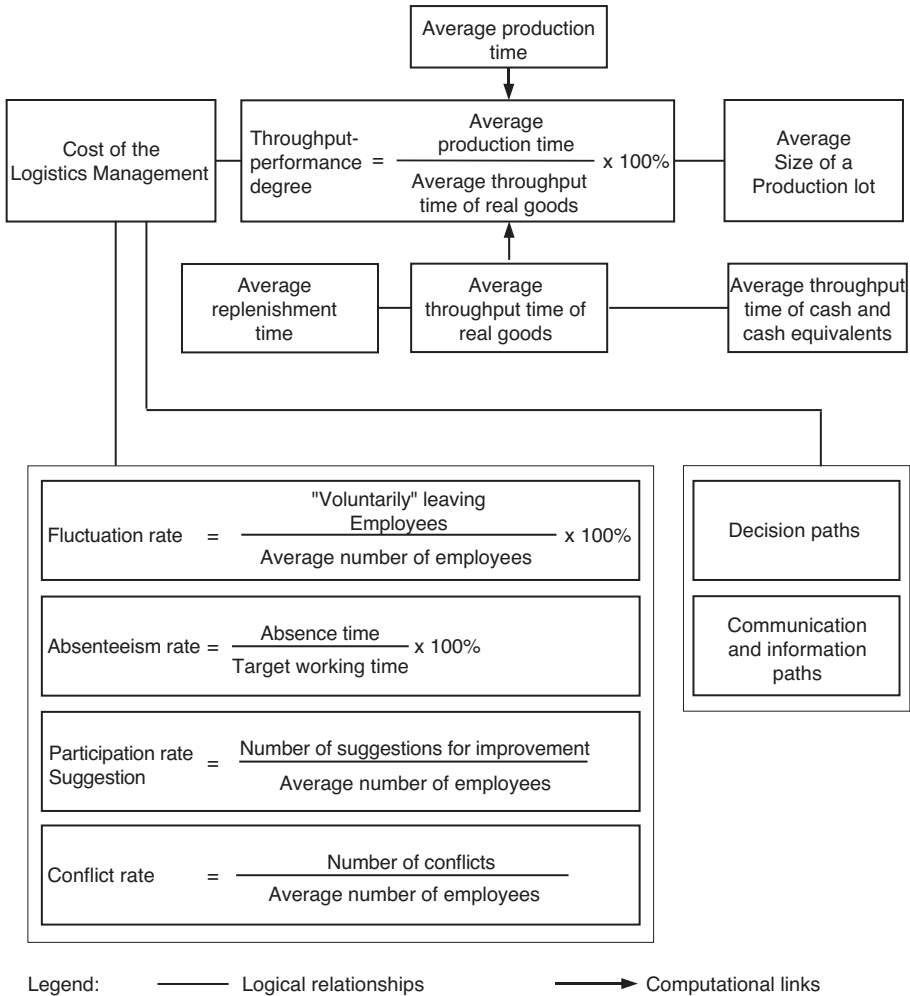 Average production
time
Cost of the
Logistics Management
Throughput-
performance
degree
=
Average
production time
Average throughput
time of real goods
x 100%
Average
Size of a
Production lot
Average
replenishment
time
Average
throughput time of
real goods
Average throughput
time of cash and
cash equivalents
Fluctuation rate =
"Voluntarily" leaving
Employees
Average number of employees
x 100%
Absenteeism rate =
Absence time
Target working time
x 100%
Participation rate
Suggestion
=
Number of suggestions for improvement
Average number of employees
Conflict rate =
Number of conflicts
Average number of employees
Decision paths
Communication
and information
paths
Legend: Logical relationships Computational links